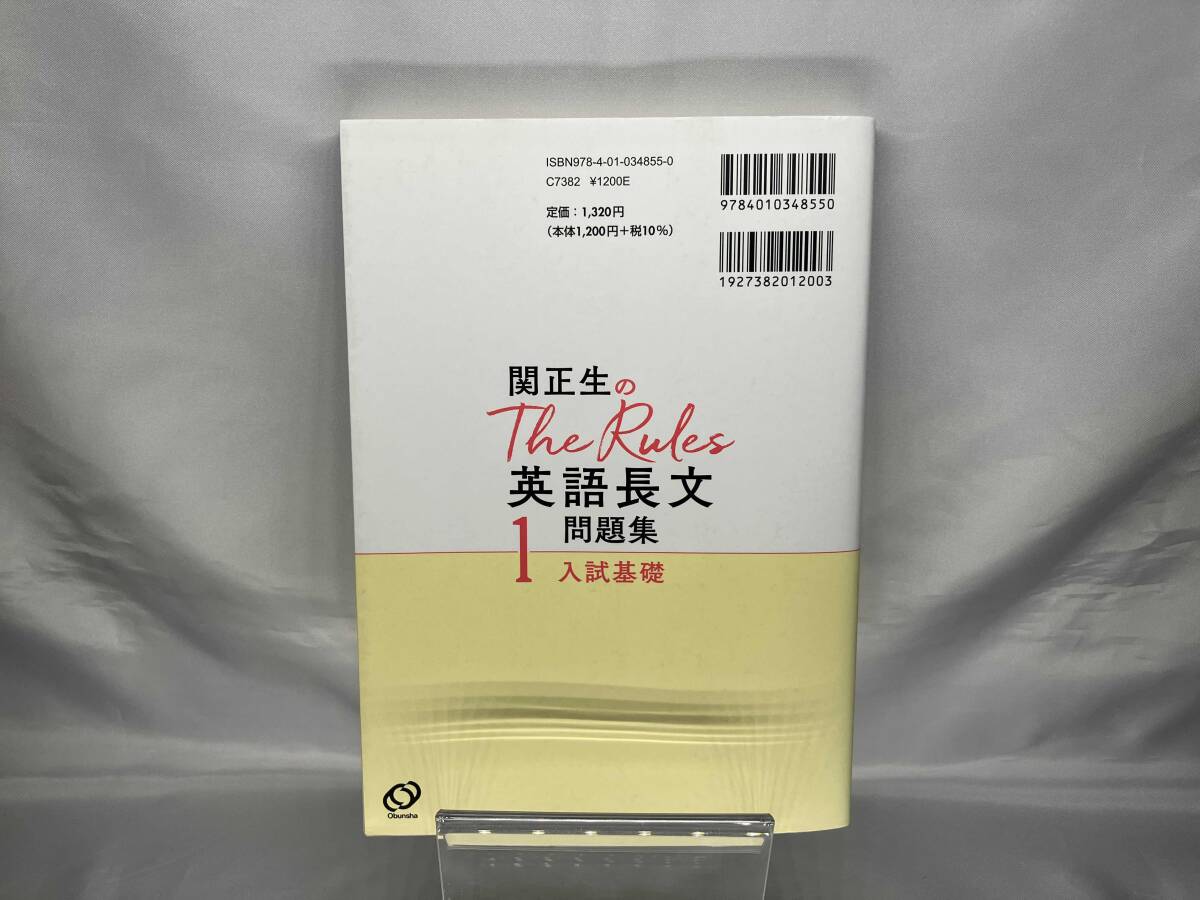 ISBN978-4-01-034855-0
C7382 ¥1200E
定価：1,320円
（本体1,200円＋税10％）
9784010348550
1927382012003
関正生の
The Rules
英語長文
1 問題集
入試基礎
Obunsha